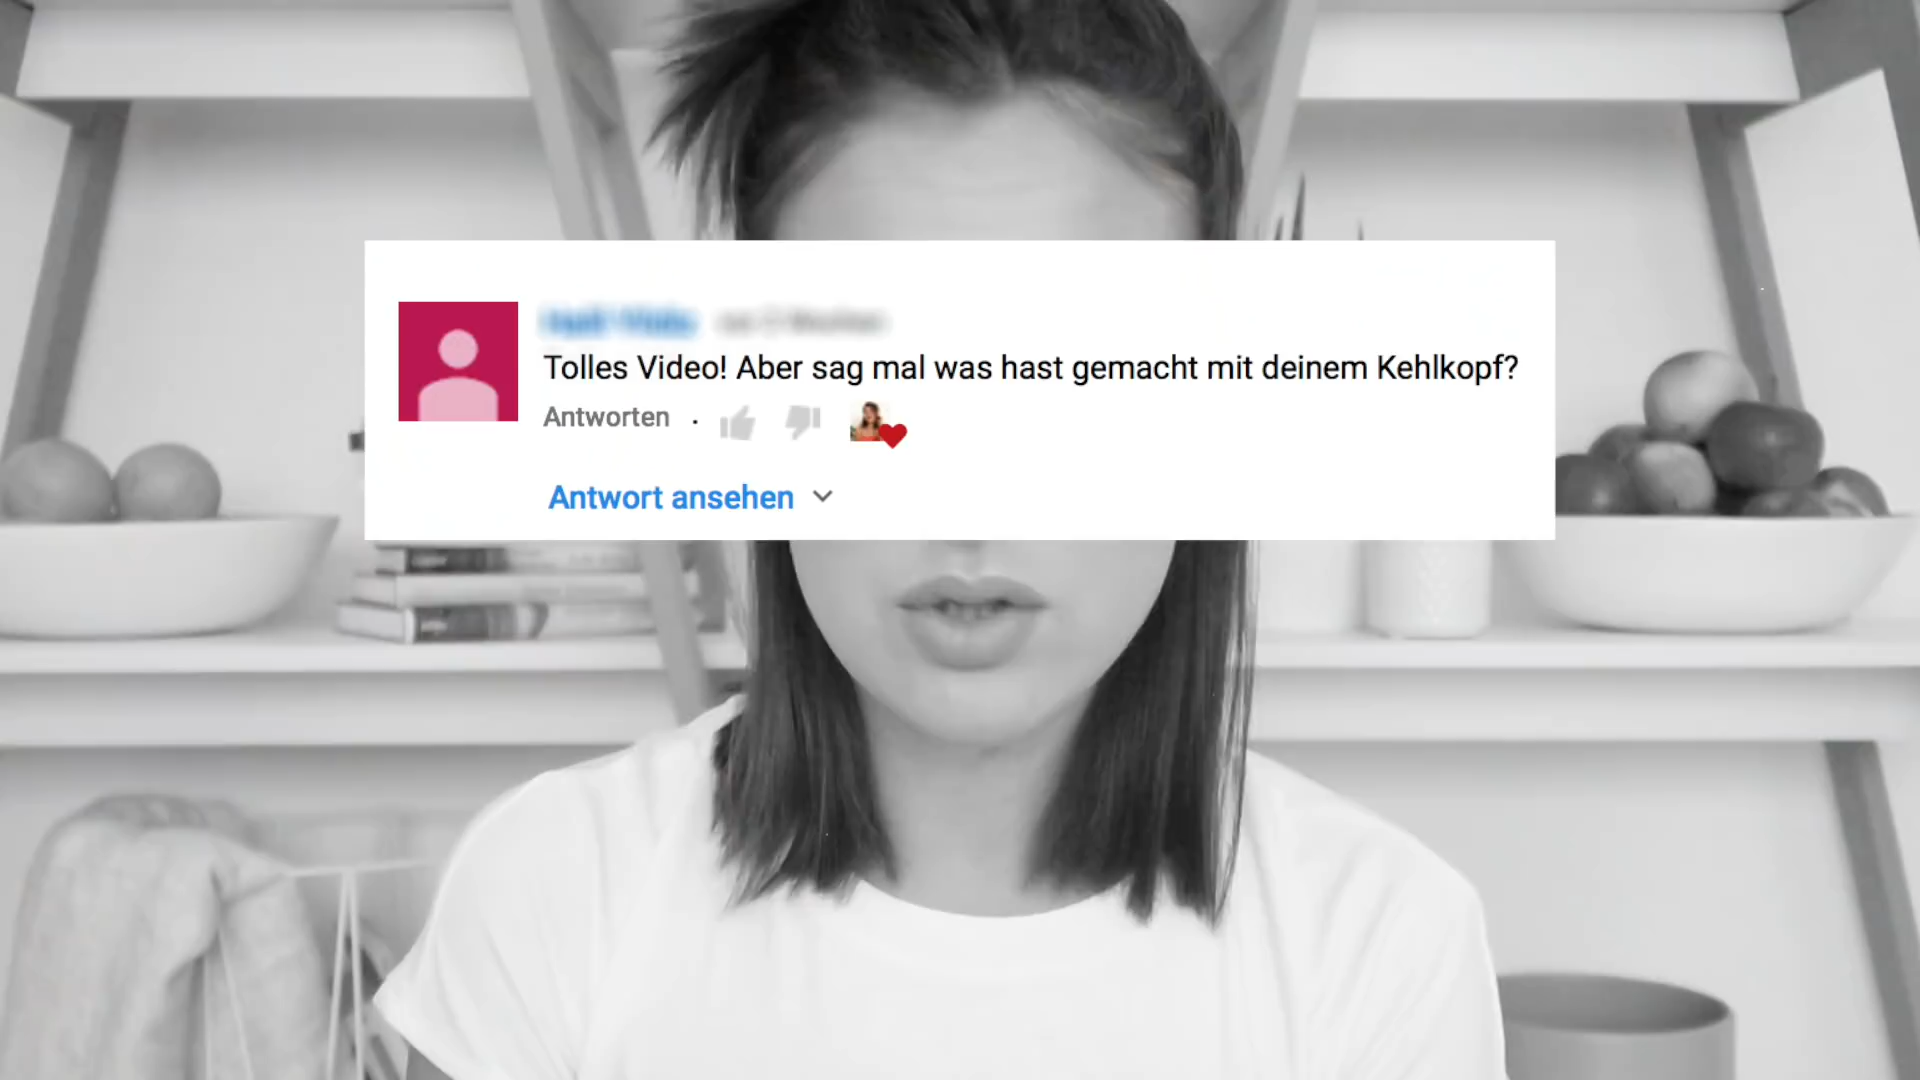 Tolles Video! Aber sag mal was hast gemacht mit deinem Kehlkopf?
Antworten
Antwort ansehen